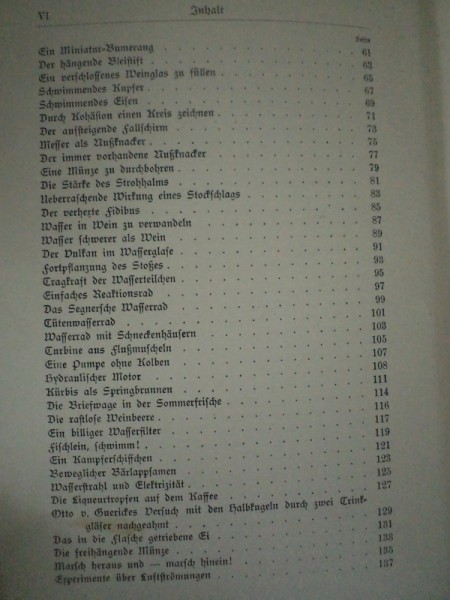 VI Inhalt
Seite
Ein Miniatur-Bumerang . . . . . . . . . . 61
Der hängende Bleistift . . . . . . . . . . 63
Ein verschlossenes Weinglas zu füllen . . . . . . . . 65
Schwimmendes Kupfer . . . . . . . . . . 67
Schwimmendes Eisen . . . . . . . . . . 69
Durch Kohäsion einen Kreis zeichnen . . . . . . . . 71
Der aufsteigende Fallschirm . . . . . . . . . 73
Messer als Nußknacker . . . . . . . . . . 75
Der immer vorhandene Nußknacker . . . . . . . . 77
Eine Münze zu durchbohren . . . . . . . . . 79
Die Stärke des Strohhalms . . . . . . . . . 81
Ueberraschende Wirkung eines Stockschlags . . . . . . . 83
Der verhexte Fidibus . . . . . . . . . . 85
Wasser in Wein zu verwandeln . . . . . . . . 87
Wasser schwerer als Wein . . . . . . . . . 89
Der Vulkan im Wasserglase . . . . . . . . . 91
Fortpflanzung des Stoßes . . . . . . . . . . 93
Tragkraft der Wasserteilchen . . . . . . . . . 95
Einfaches Reaktionsrad . . . . . . . . . . 97
Das Segnersche Wasserrad . . . . . . . . . 99
Tütenwasserrad . . . . . . . . . . 101
Wasserrad mit Schneckenhäusern . . . . . . . . 103
Turbine aus Flußmuscheln . . . . . . . . . 105
Eine Pumpe ohne Kolben . . . . . . . . . 107
Hydraulischer Motor . . . . . . . . . . 108
Kürbis als Springbrunnen . . . . . . . . . 111
Die Briefwage in der Sommerfrische . . . . . . . . 114
Die rastlose Weinbeere . . . . . . . . . . 116
Ein billiger Wasserfilter . . . . . . . . . . 117
Fischlein, schwimm! . . . . . . . . . . 119
Ein Kampferschiffchen . . . . . . . . . . 121
Beweglicher Bärlappsamen . . . . . . . . . 123
Wasserstrahl und Elektrizität . . . . . . . . . 125
Die Liqueurtropfen auf dem Kaffee . . . . . . . . 127
Otto v. Guerickes Versuch mit den Halbkugeln durch zwei Trink-
gläser nachgeahmt . . . . . . . . . 129
Das in die Flasche getriebene Ei . . . . . . . . 131
Die freihängende Münze . . . . . . . . . 133
Marsch heraus und — marsch hinein! . . . . . . . . 135
Experimente über Luftströmungen . . . . . . . . 137